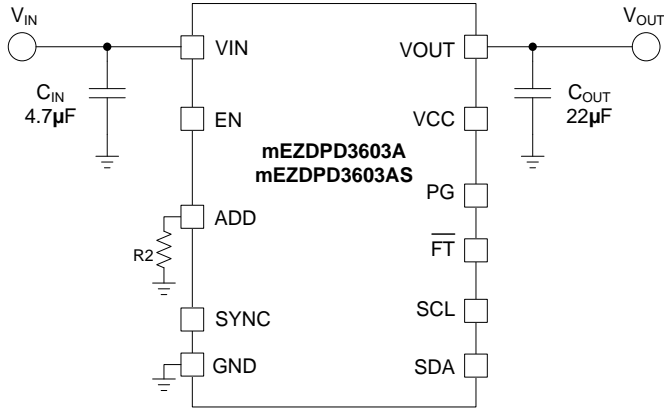 VIN
VOUT
VIN
VOUT
CIN
4.7µF
COUT
22µF
EN
VCC
mEZDPD3603A
mEZDPD3603AS
PG
ADD
R2
FT
SYNC
SCL
GND
SDA